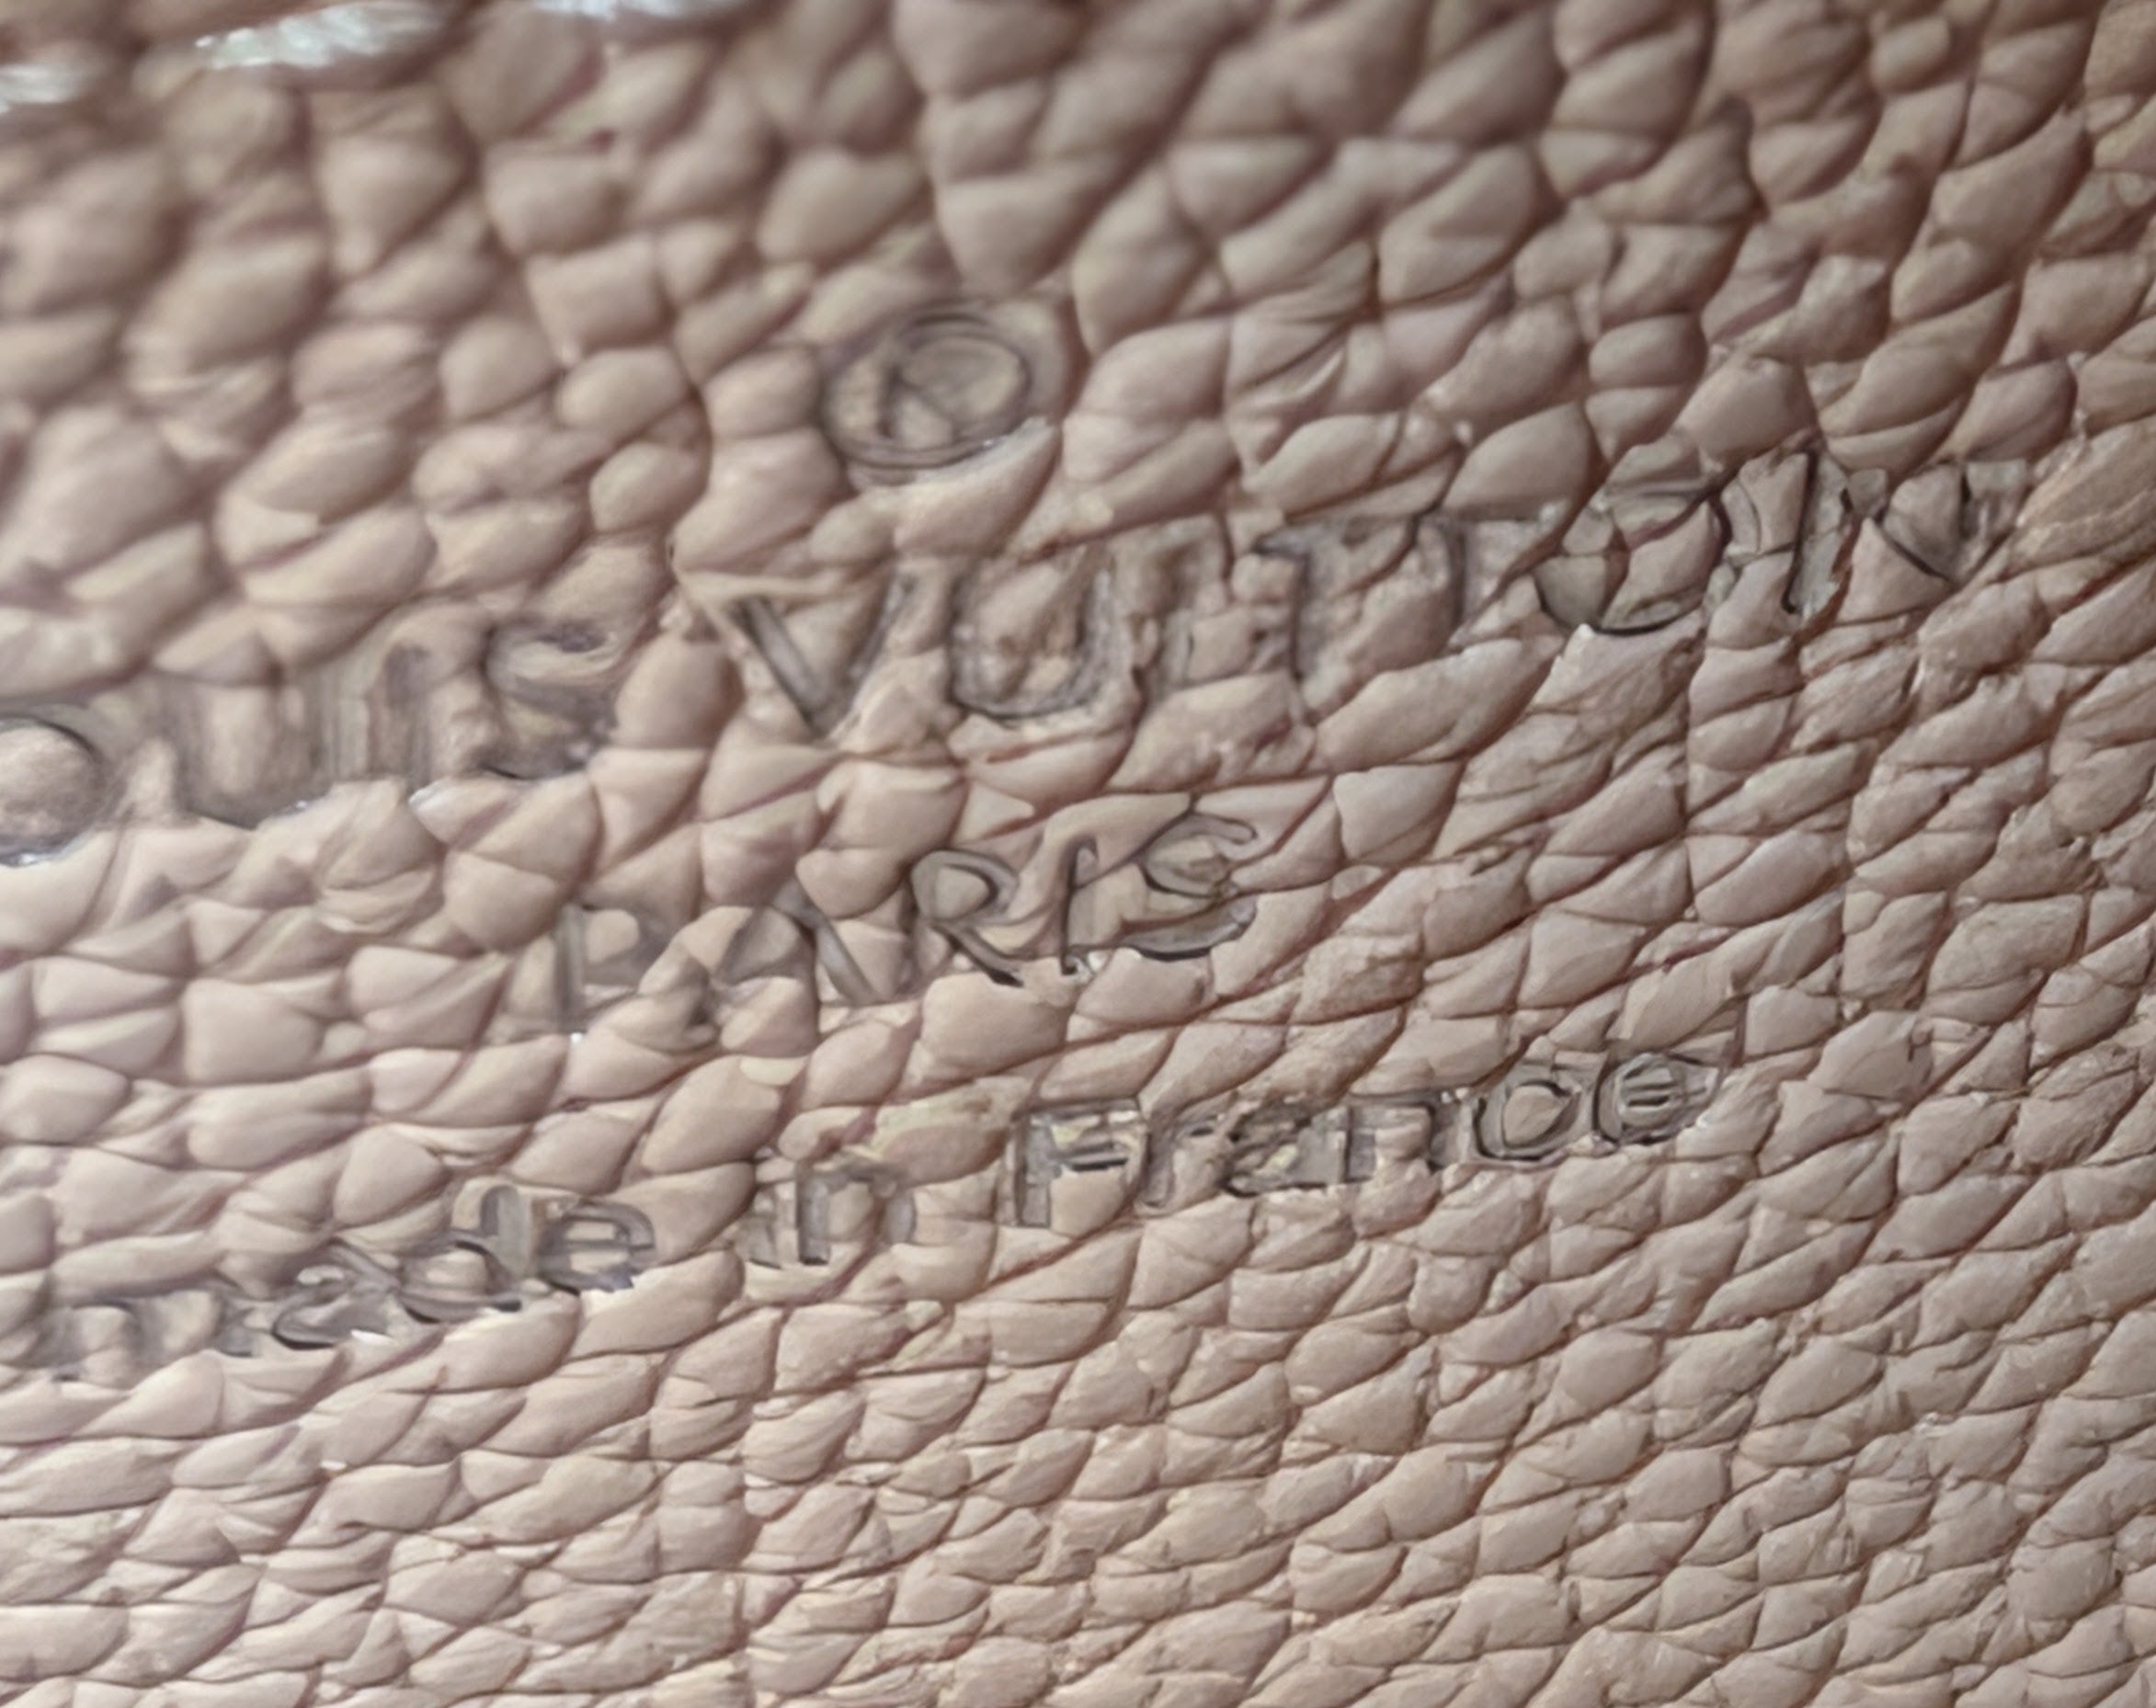 ®
OUIS VUITTON
PARIS
made in France